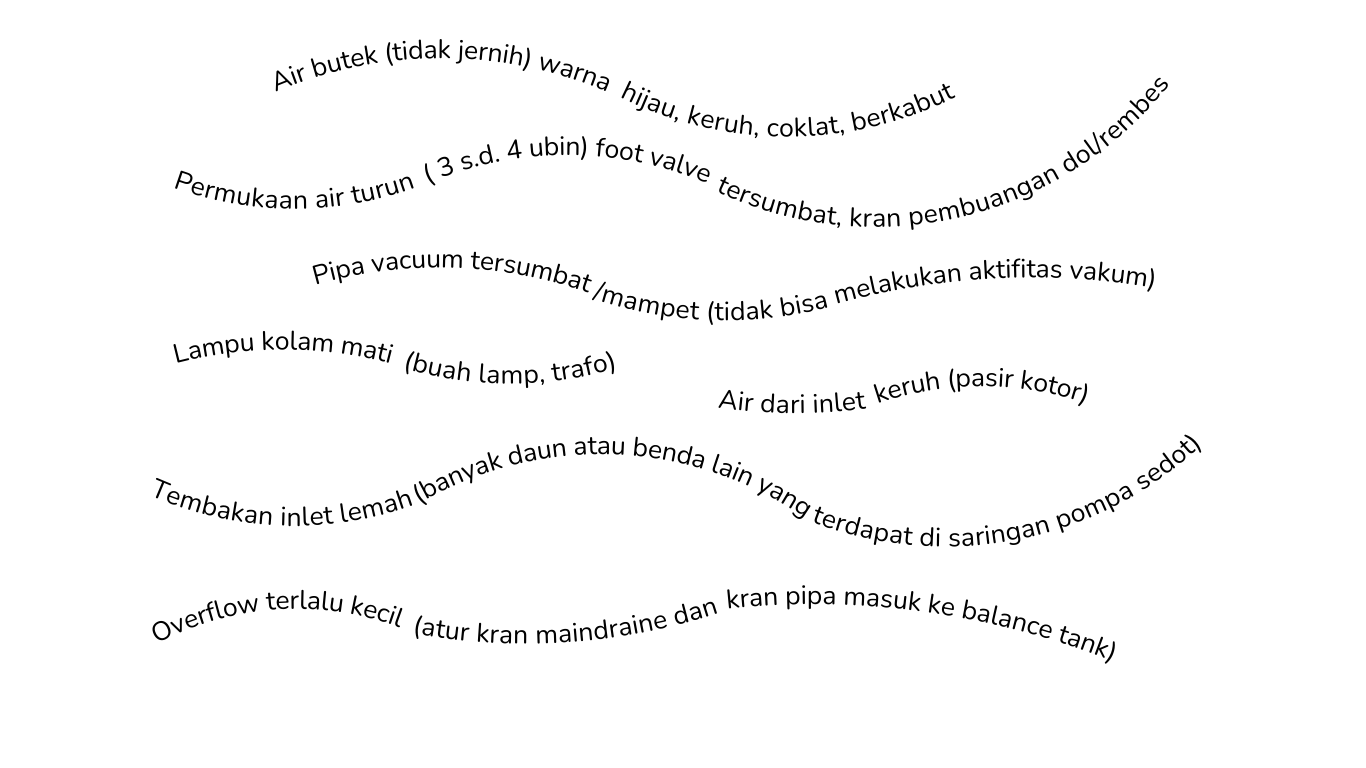 Air butek (tidak jernih) warna hijau, keruh, coklat, berkabut
Permukaan air turun ( 3 s.d. 4 ubin) foot valve tersumbat, kran pembuangan dol/rembes
Pipa vacuum tersumbat/mampet (tidak bisa melakukan aktifitas vakum)
Lampu kolam mati (buah lamp, trafo)
Air dari inlet keruh (pasir kotor)
Tembakan inlet lemah (banyak daun atau benda lain yang terdapat di saringan pompa sedot)
Overflow terlalu kecil (atur kran maindraine dan kran pipa masuk ke balance tank)